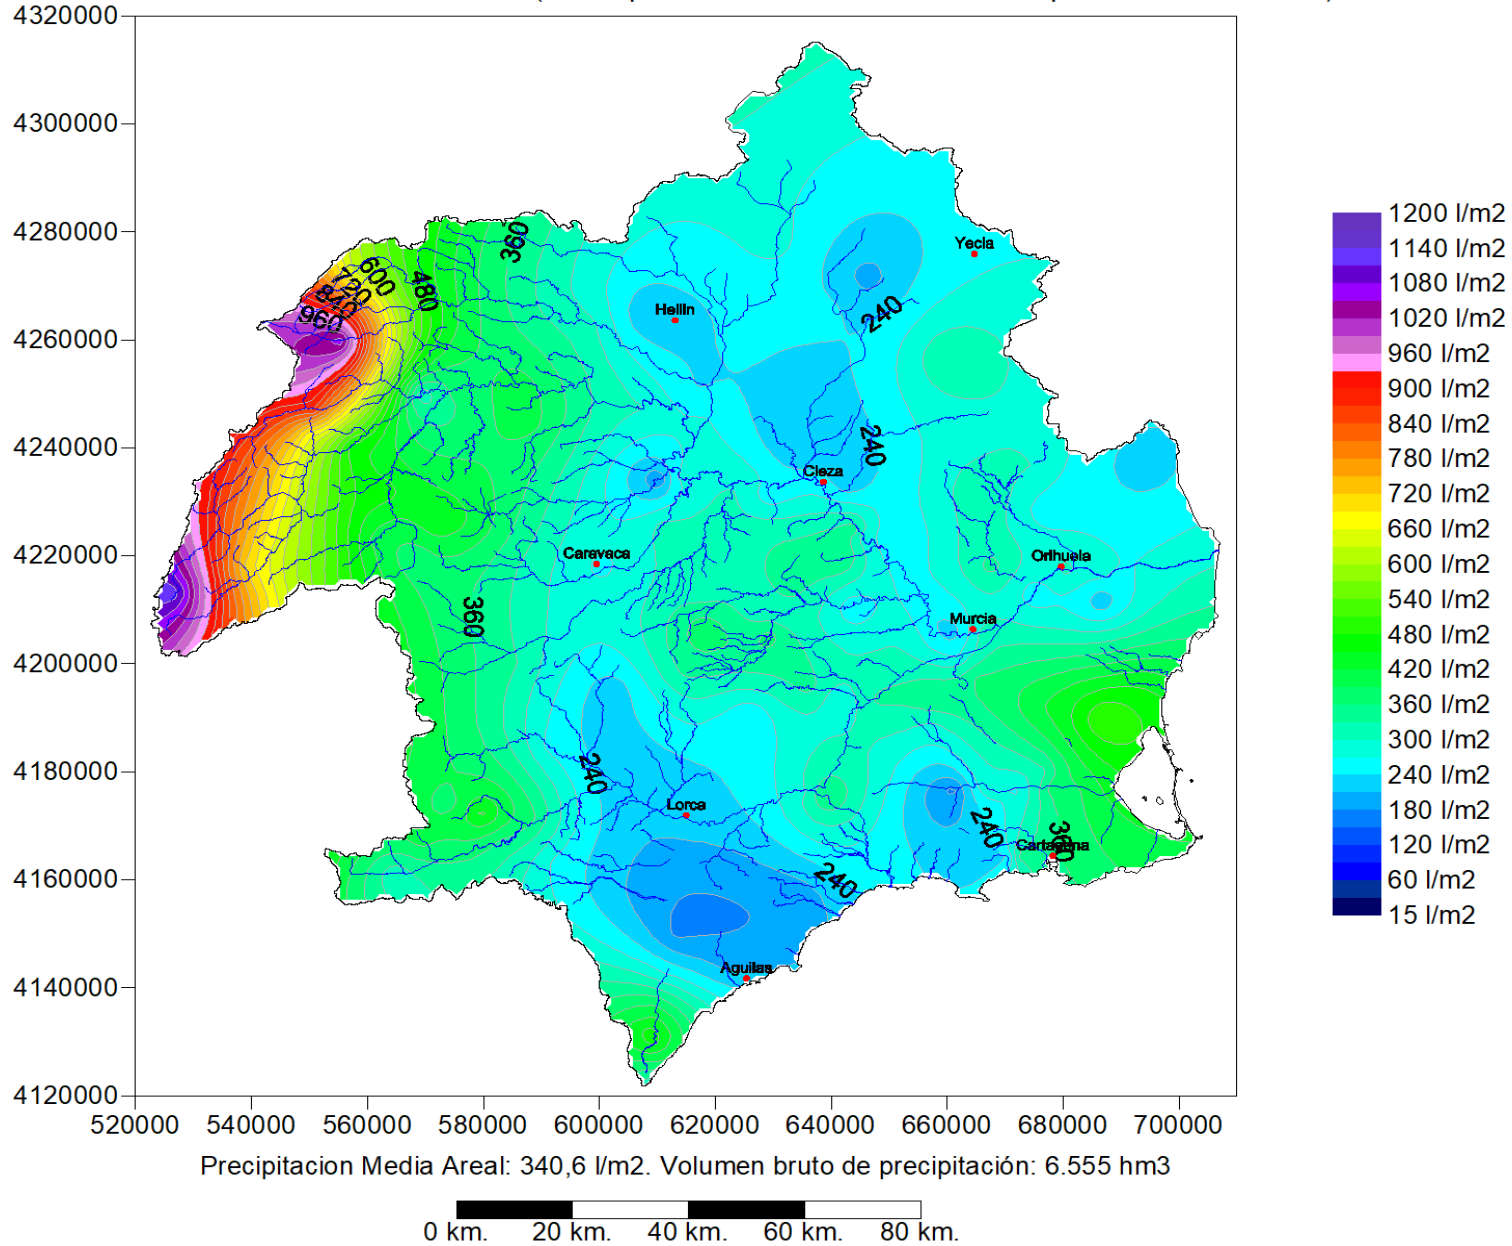 4320000
4300000
4280000
4260000
4240000
4220000
4200000
4180000
4160000
4140000
4120000
520000 540000 560000 580000 600000 620000 640000 660000 680000 700000
360
600
720
840
960
480
Yecla
Hellin
240
240
Cieza
Caravaca
Orihuela
360
Murcia
240
Lorca
240
360
Cartagena
240
Aguilas
1200 l/m2
1140 l/m2
1080 l/m2
1020 l/m2
960 l/m2
900 l/m2
840 l/m2
780 l/m2
720 l/m2
660 l/m2
600 l/m2
540 l/m2
480 l/m2
420 l/m2
360 l/m2
300 l/m2
240 l/m2
180 l/m2
120 l/m2
60 l/m2
15 l/m2
Precipitacion Media Areal: 340,6 l/m2. Volumen bruto de precipitación: 6.555 hm3
0 km. 20 km. 40 km. 60 km. 80 km.